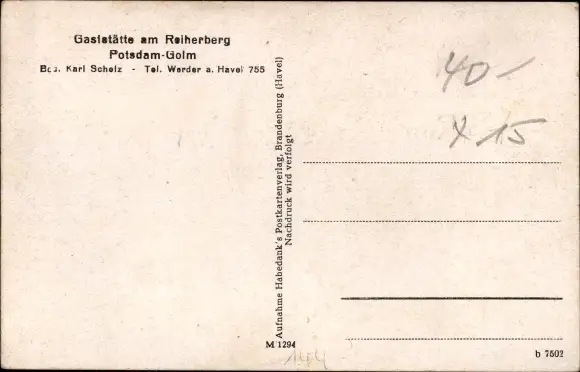 Gaststätte am Reiherberg
Potsdam-Golm
Bes. Karl Scholz - Tel. Werder a. Havel 755
Aufnahme Habedank's Postkartenverlag, Brandenburg (Havel)
Nachdruck wird verfolgt
40,-
x 15
M 1294
b 7502